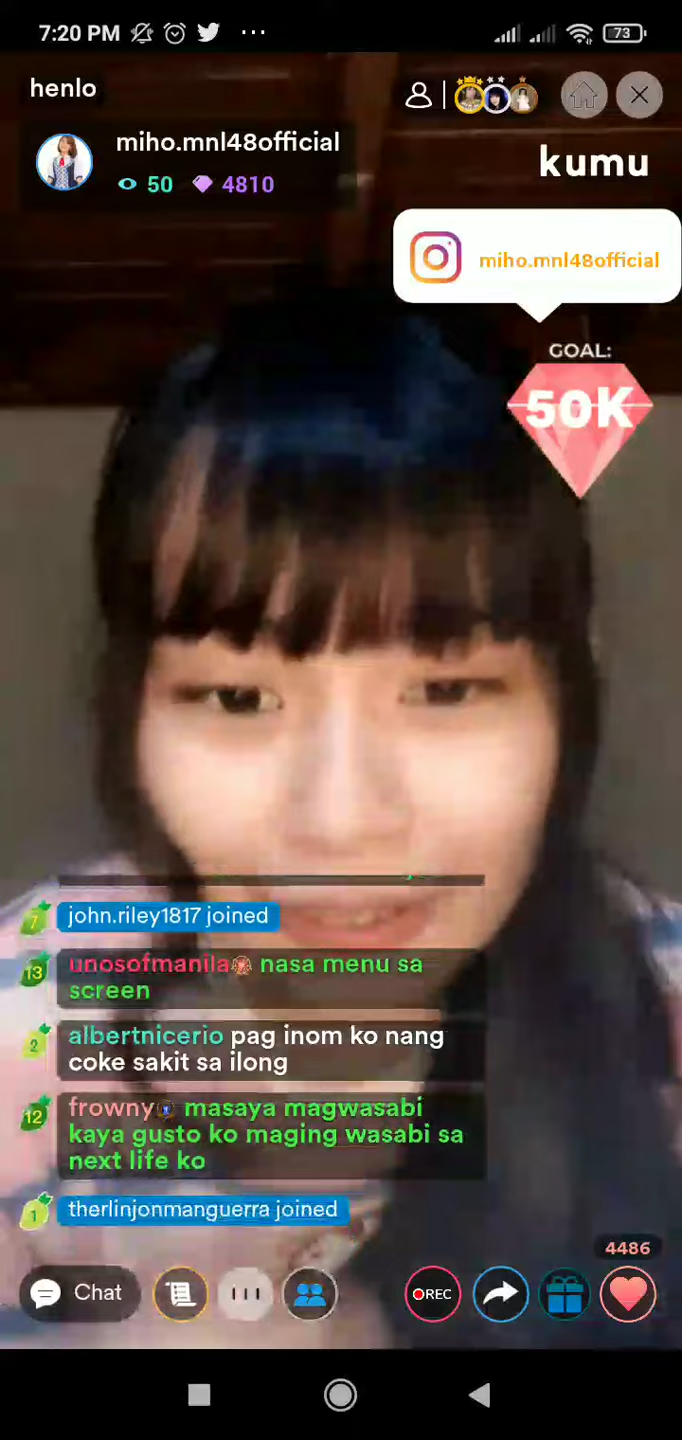 7:20 PM
73
henlo
miho.mnl48official
50 4810
kumu
miho.mnl48official
GOAL:
50K
7 john.riley1817 joined
13 unosofmanila nasa menu sa
screen
2 albertnicerio pag inom ko nang
coke sakit sa ilong
12 frowny masaya magwasabi
kaya gusto ko maging wasabi sa
next life ko
1 therlinjonmanguerra joined
4486
Chat
REC